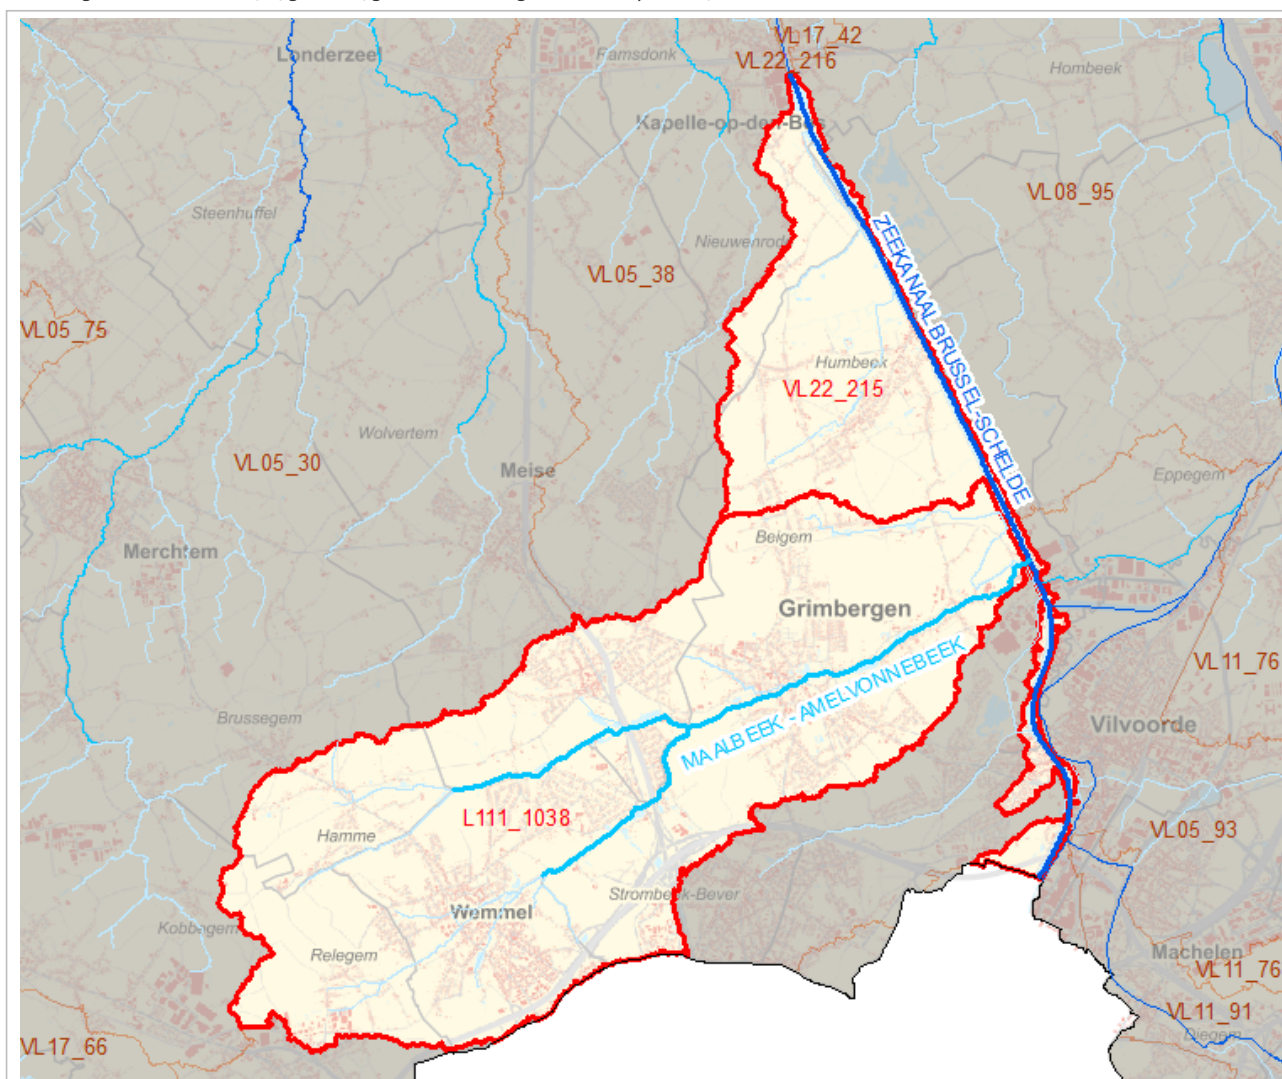 VL17_42
Londerzeel
Famsdonk
VL22_216
Hombeek
Kapelle-op-den-Bos
VL08_95
Steenhuffel
Nieuwenrode
ZEEKANAAL BRUSSEL-SCHELDE
VL05_38
VL05_75
Humbeek
VL22_215
Wolvertem
VL05_30
Meise
Eppegem
Beigem
Merchtem
Grimbergen
MAALBEEK - AMELVONNEBEEK
VL11_76
Brussegem
Vilvoorde
L111_1038
Hamme
VL05_93
Strombeek-Bever
Wemmel
Kobbegem
Relegem
Machelen
VL11_76
VL11_91
Diegem
VL17_66